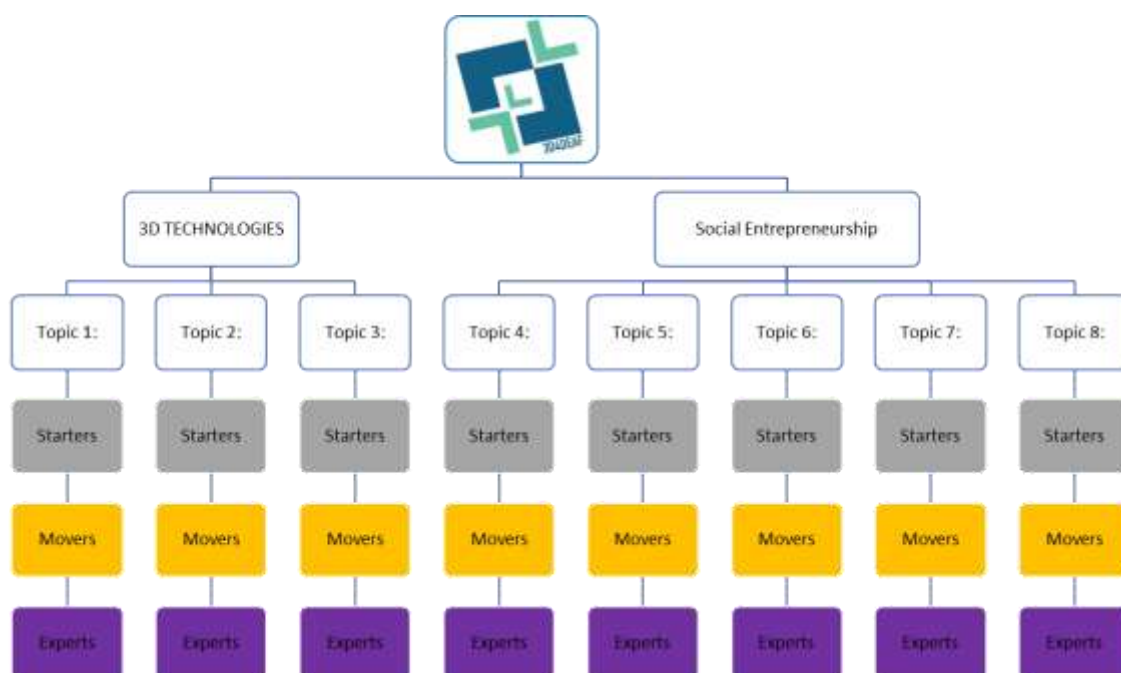 3D4DEAF
3D TECHNOLOGIES
Social Entrepreneurship
Topic 1:
Topic 2:
Topic 3:
Topic 4:
Topic 5:
Topic 6:
Topic 7:
Topic 8:
Starters
Starters
Starters
Starters
Starters
Starters
Starters
Starters
Movers
Movers
Movers
Movers
Movers
Movers
Movers
Movers
Experts
Experts
Experts
Experts
Experts
Experts
Experts
Experts